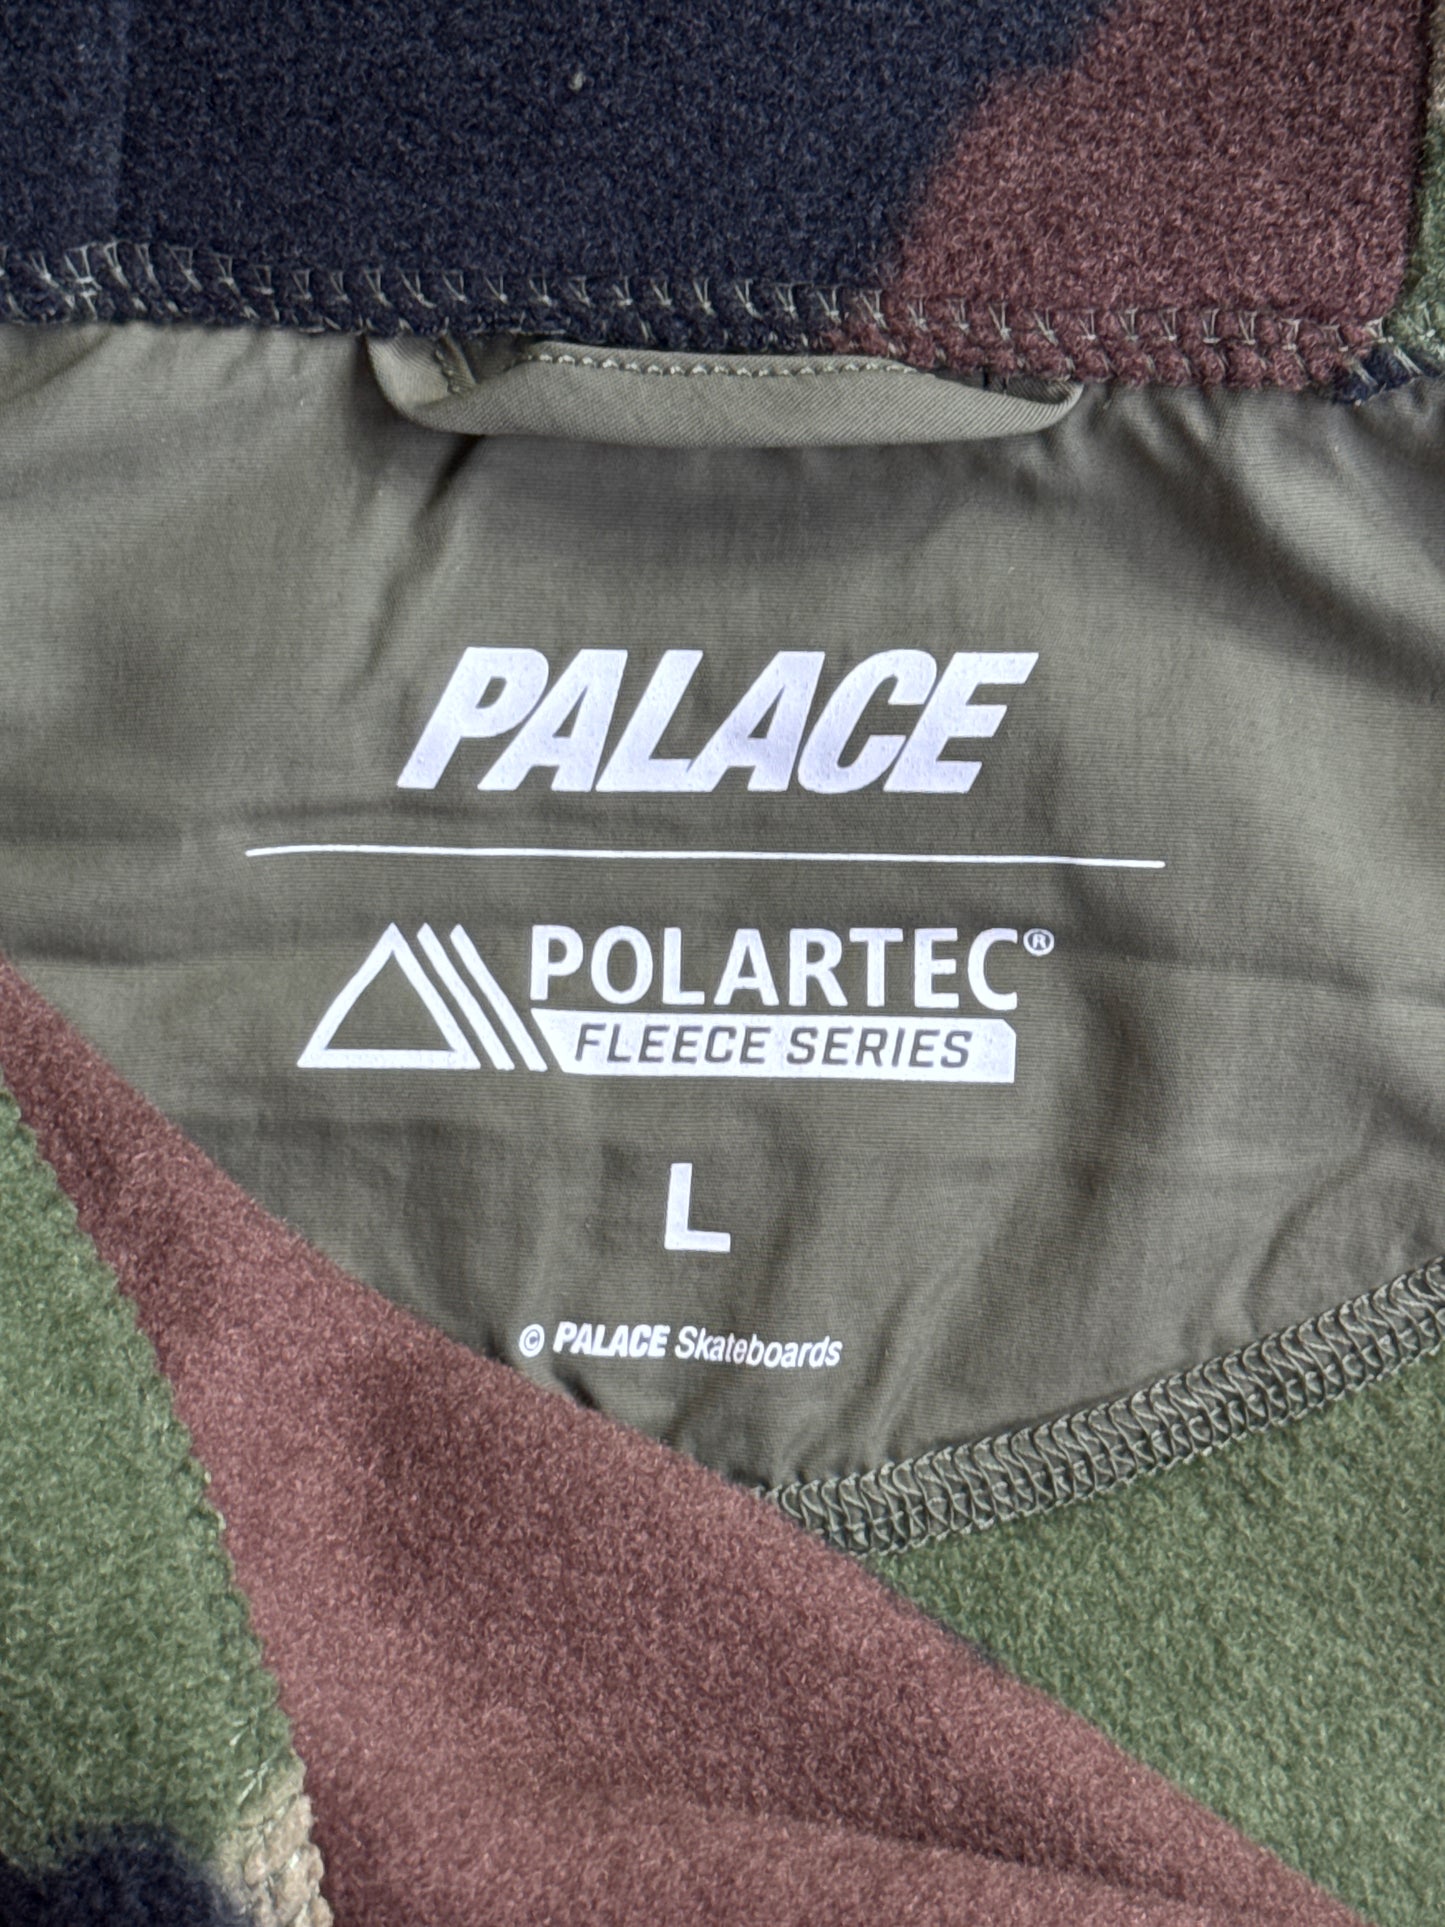 PALACE
POLARTEC®
FLEECE SERIES
L
© PALACE Skateboards